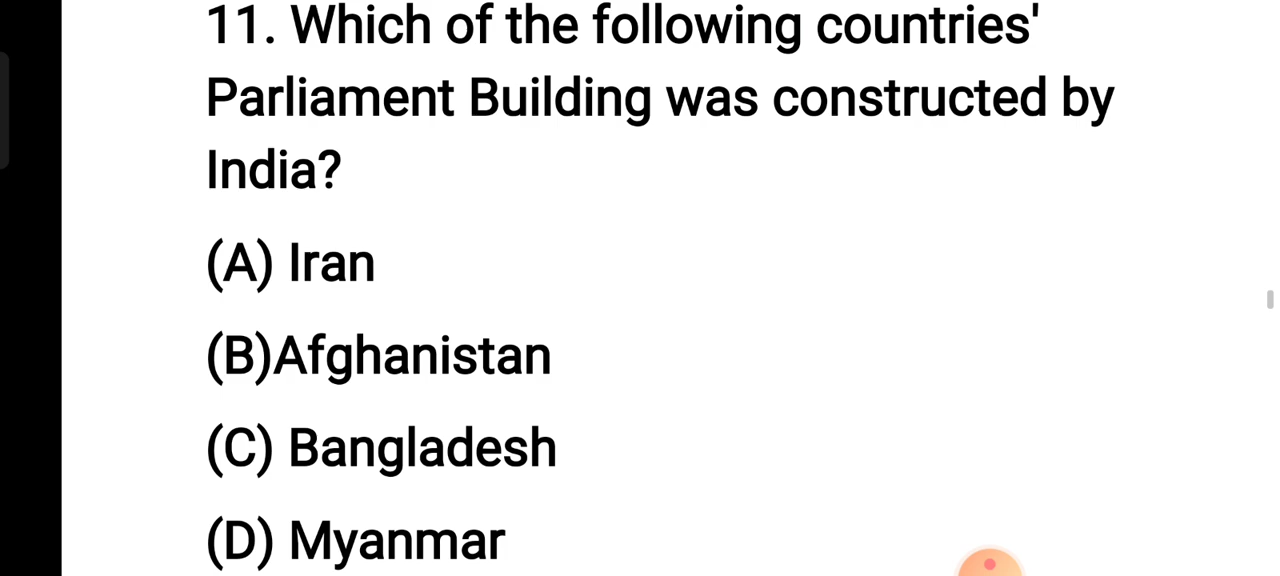 11. Which of the following countries'
Parliament Building was constructed by
India?
(A) Iran
(B)Afghanistan
(C) Bangladesh
(D) Myanmar